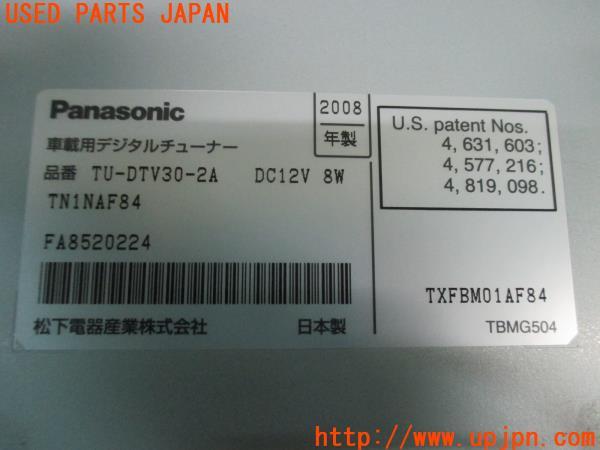 USED PARTS JAPAN
Panasonic
2008
年製
車載用デジタルチューナー
品番 TU-DTV30-2A DC12V 8W
TN1NAF84
FA8520224
松下電器産業株式会社 日本製
U.S. patent Nos.
4,631,603;
4,577,216;
4,819,098.
TXFBM01AF84
TBMG504
http://www.upjpn.com